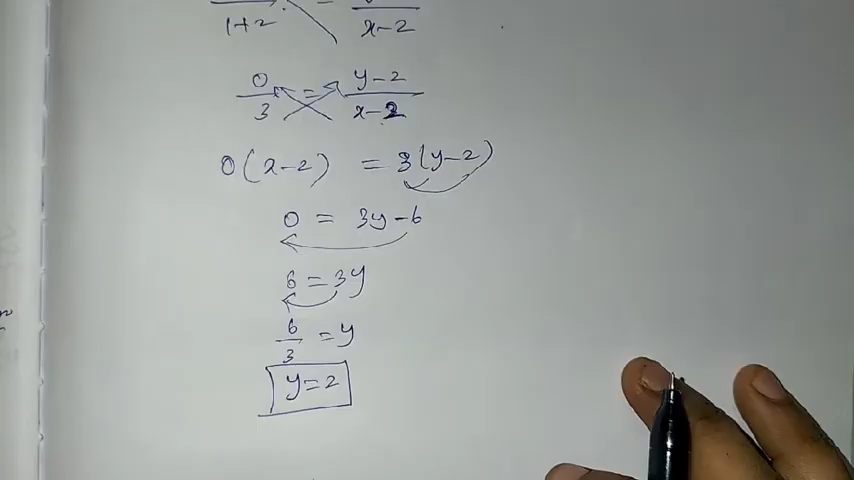 1+2 = x-2
0/3 = y-2/x-2
0(x-2) = 3(y-2)
0 = 3y-6
6 = 3y
6/3 = y
y=2